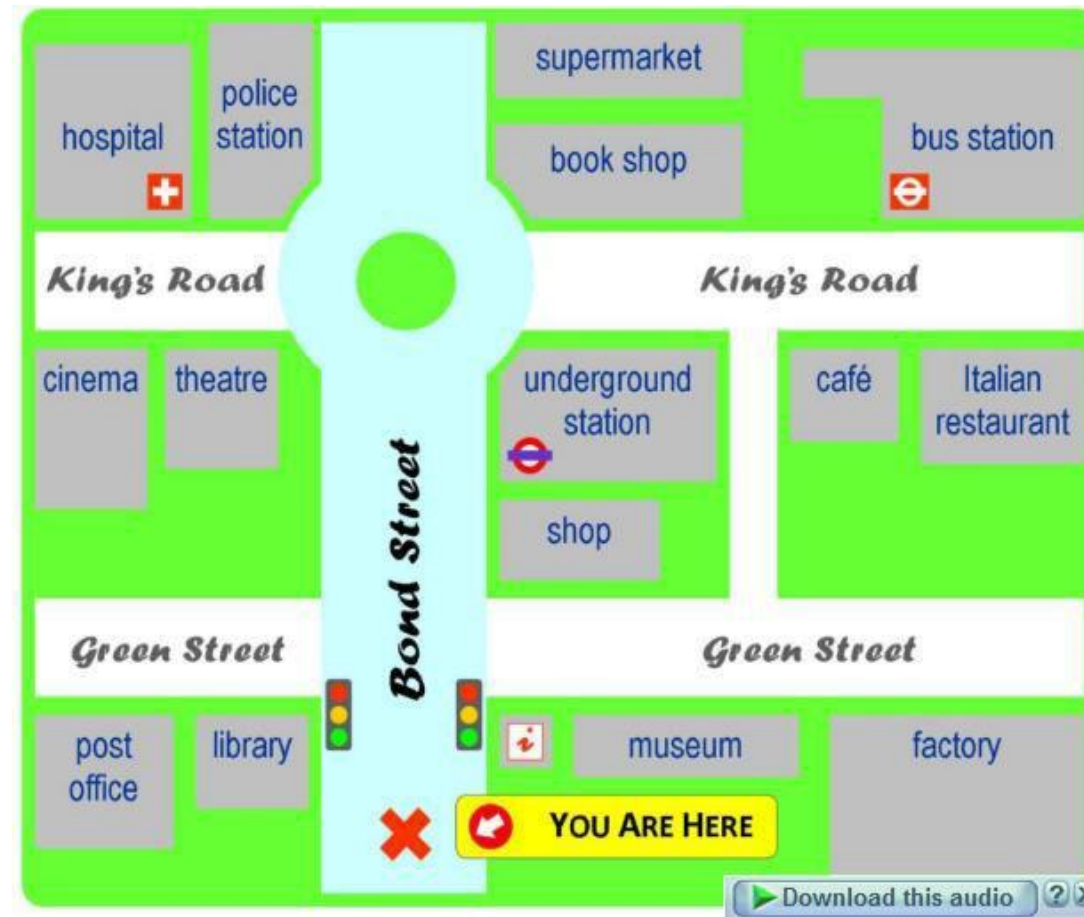 supermarket
police
station
hospital
bus station
book shop
King's Road
King's Road
cinema
theatre
underground
station
café
Italian
restaurant
Bond Street
shop
Green Street
Green Street
post
office
library
i
museum
factory
YOU ARE HERE
Download this audio
?